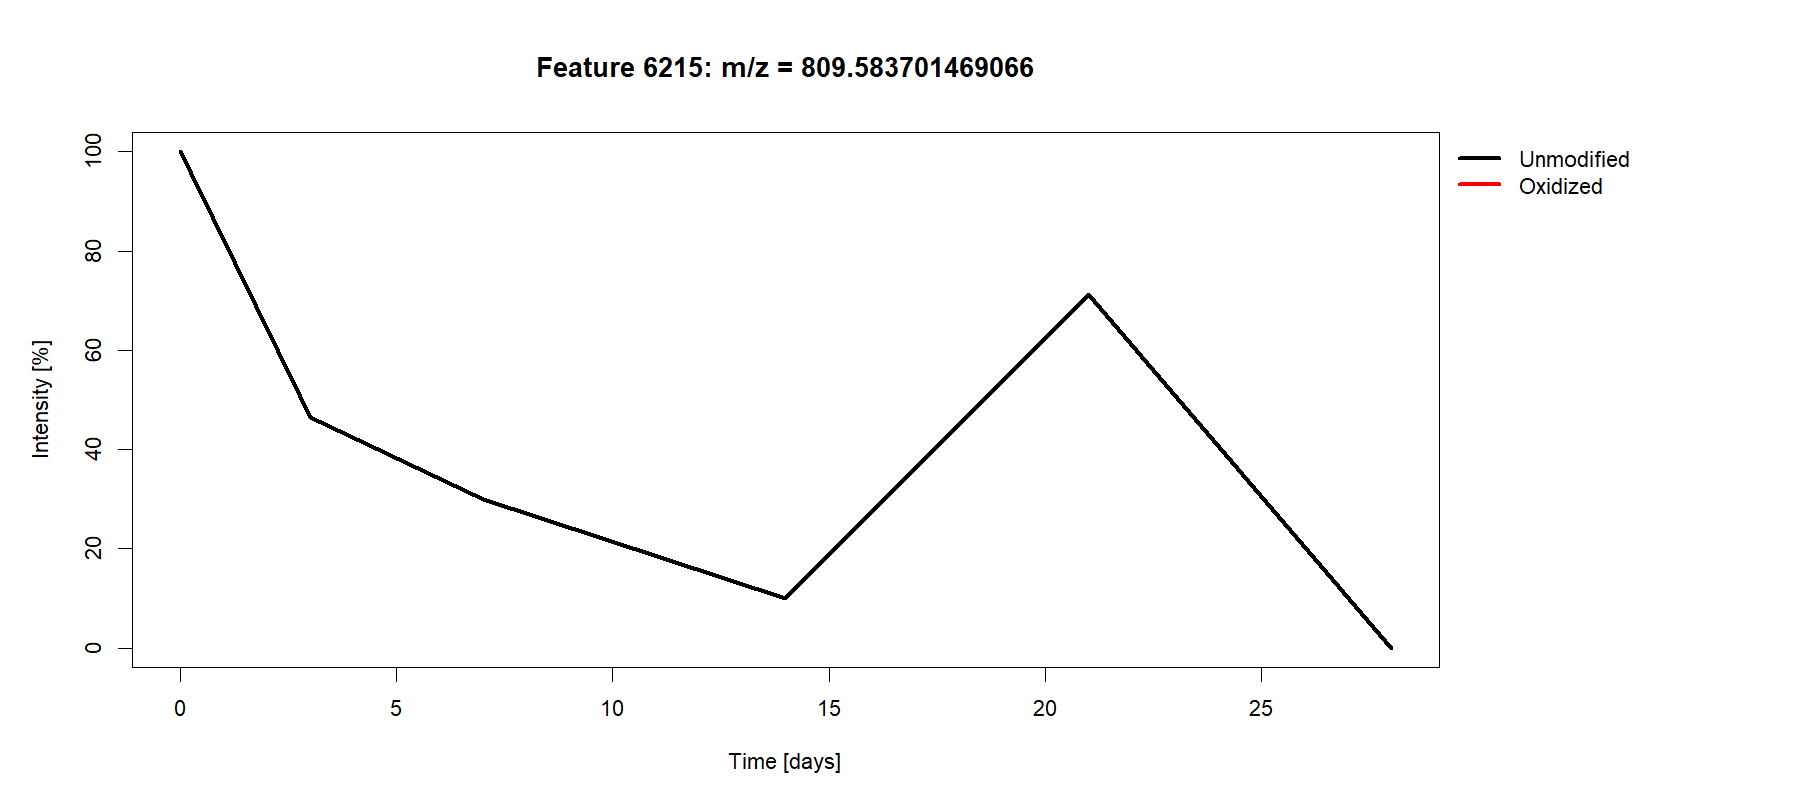 Feature 6215: m/z = 809.583701469066
Unmodified
Oxidized
Intensity [%]
100
80
60
40
20
0
0 5 10 15 20 25
Time [days]